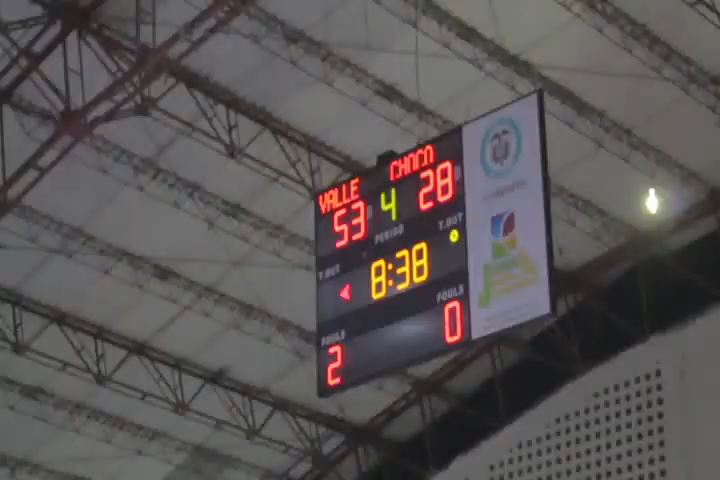 VALLE CHOCO
53 4 28
PERIOD
T.OUT T.OUT
8:38
FOULS FOULS
2 0